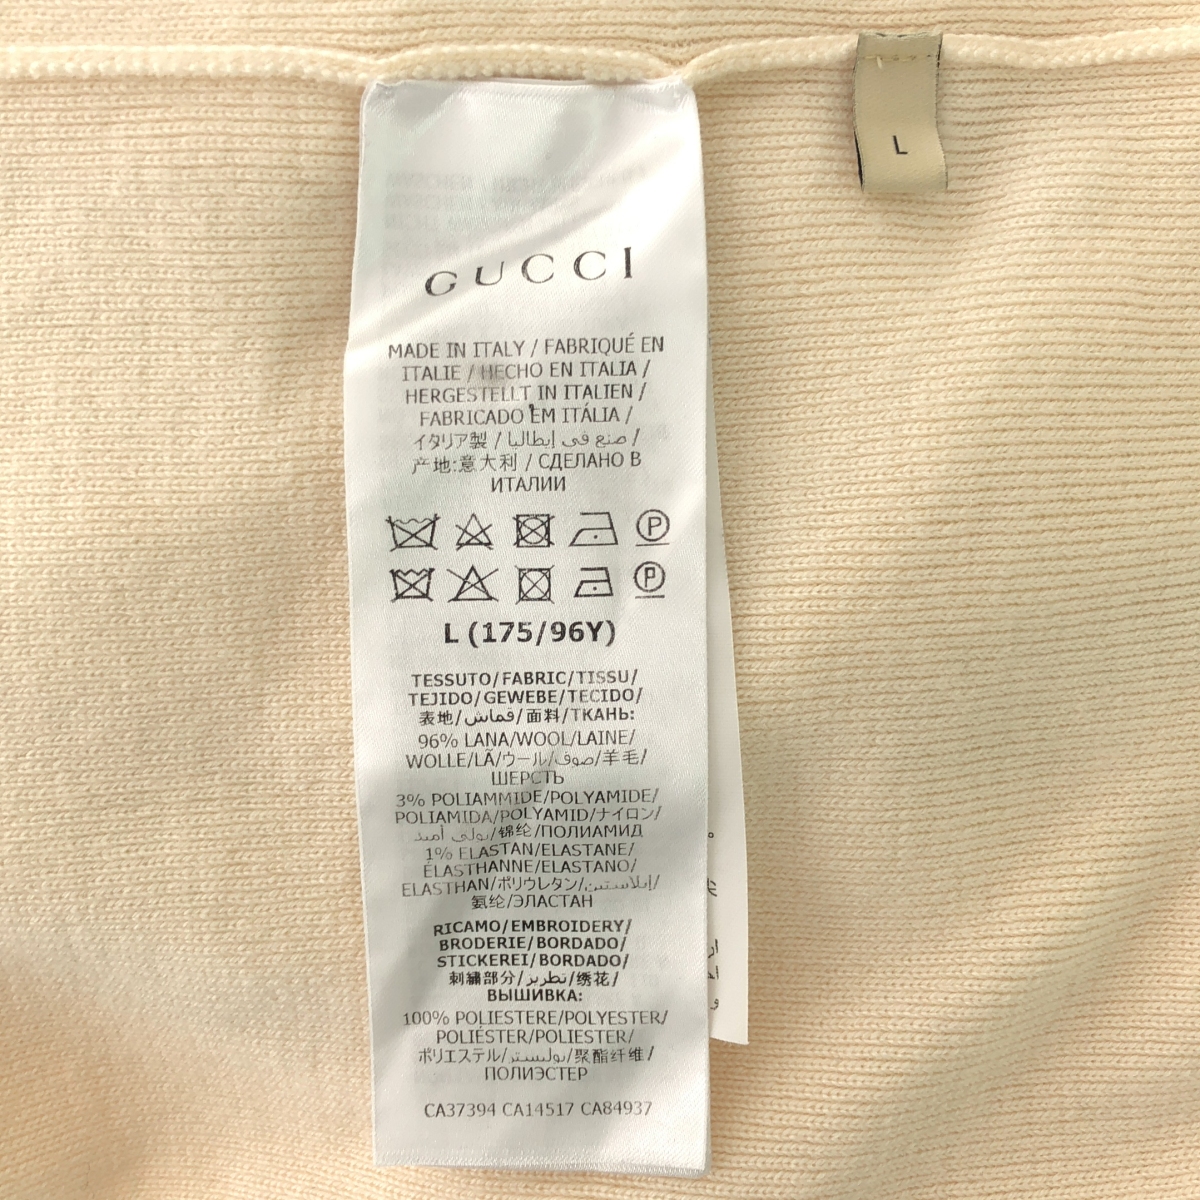 L
GUCCI
MADE IN ITALY / FABRIQUÉ EN
ITALIE / HECHO EN ITALIA /
HERGESTELLT IN ITALIEN /
FABRICADO EM ITÁLIA /
イタリア製 / صنع في إيطاليا /
产地:意大利 / СДЕЛАНО В
ИТАЛИИ
P
P
L (175/96Y)
TESSUTO/FABRIC/TISSU/
TEJIDO/GEWEBE/TECIDO/
表地/قماش/面料/ТКАНЬ:
96% LANA/WOOL/LAINE/
WOLLE/LÃ/ウール/صوف/羊毛/
ШЕРСТЬ
3% POLIAMMIDE/POLYAMIDE/
POLIAMIDA/POLYAMID/ナイロン/
بولي أميد/锦纶/ПОЛИАМИД
1% ELASTAN/ELASTANE/
ÉLASTHANNE/ELASTANO/
ELASTHAN/ポリウレタン/إيلاستين/
氨纶/ЭЛАСТАН
RICAMO/EMBROIDERY/
BRODERIE/BORDADO/
STICKEREI/BORDADO/
刺繍部分/تطريز/绣花/
ВЫШИВКА:
100% POLIESTERE/POLYESTER/
POLIÉSTER/POLIESTER/
ポリエステル/بوليستر/聚酯纤维/
ПОЛИЭСТЕР
CA37394 CA14517 CA84937